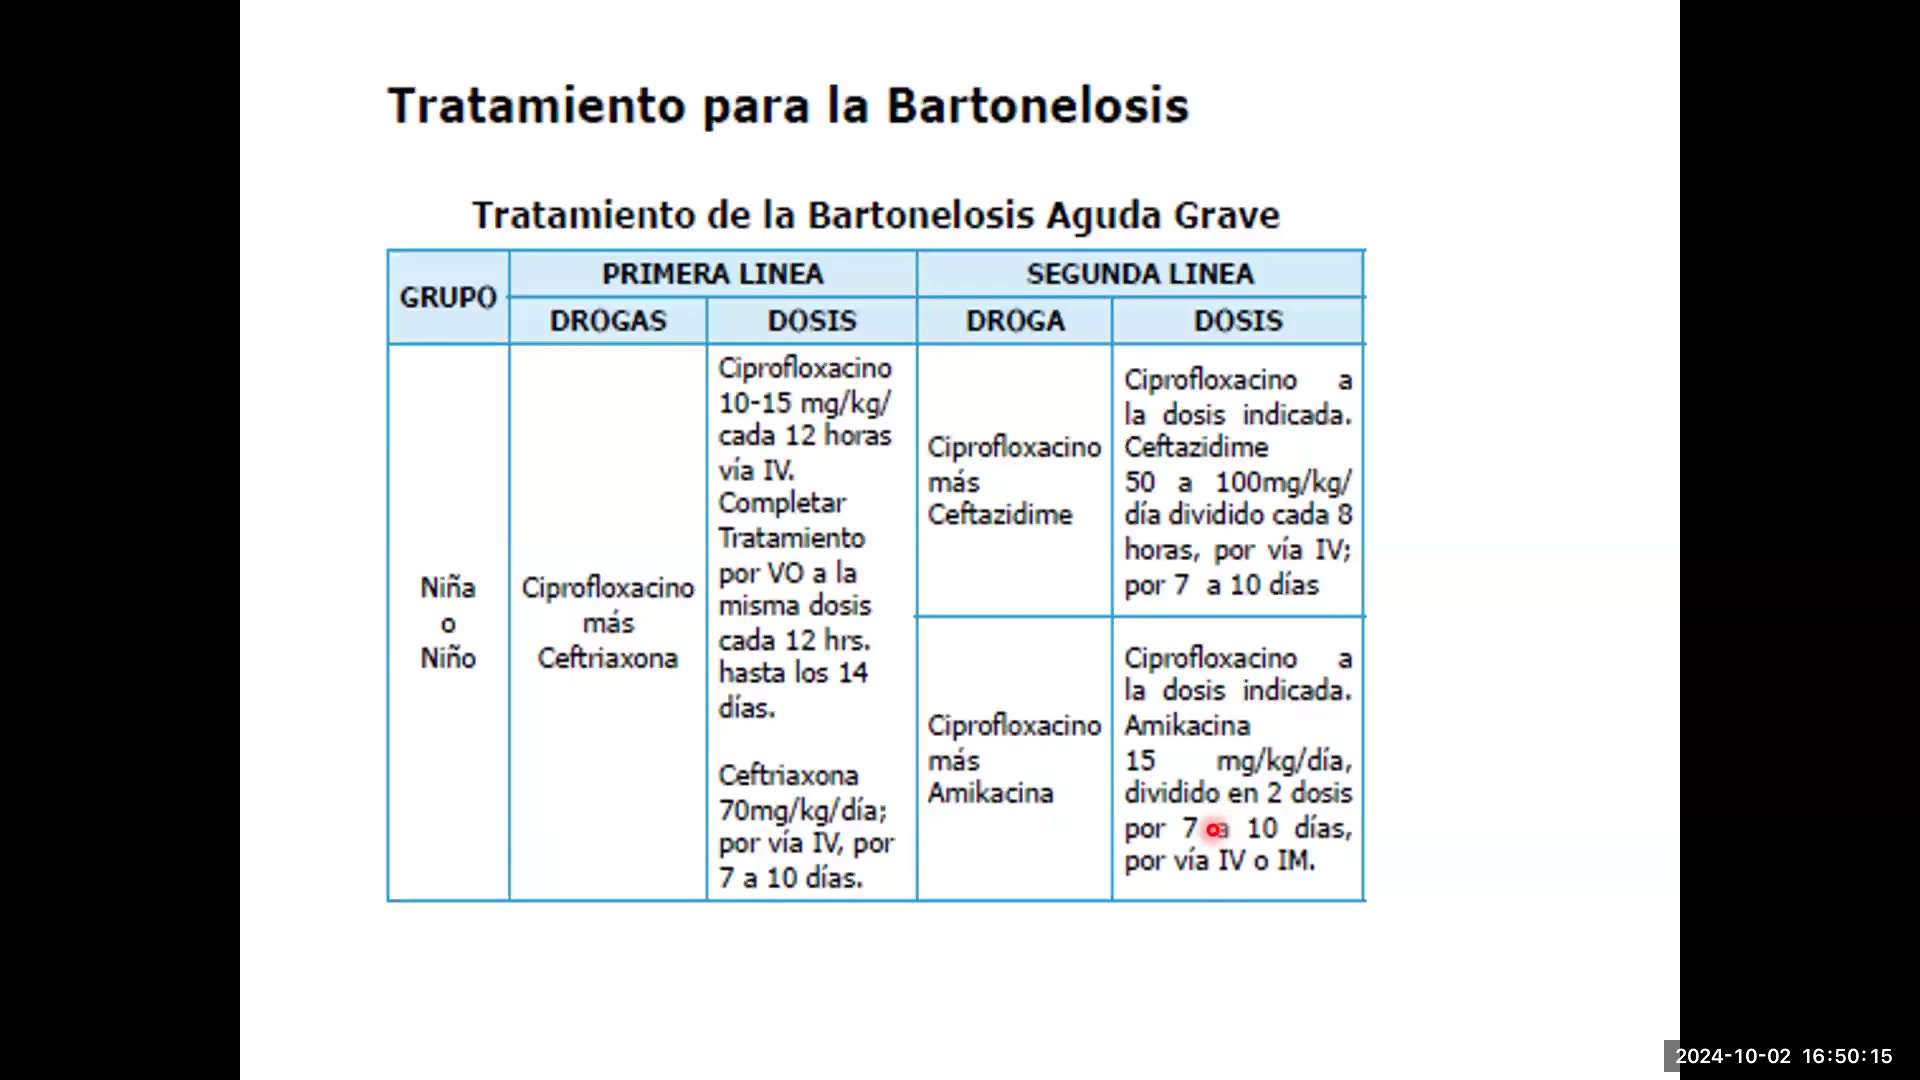 Tratamiento para la Bartonelosis
Tratamiento de la Bartonelosis Aguda Grave
GRUPO
PRIMERA LINEA
SEGUNDA LINEA
DROGAS
DOSIS
DROGA
DOSIS
Niña
o
Niño
Ciprofloxacino
más
Ceftriaxona
Ciprofloxacino
10-15 mg/kg/
cada 12 horas
vía IV.
Completar
Tratamiento
por VO a la
misma dosis
cada 12 hrs.
hasta los 14
días.
Ceftriaxona
70mg/kg/día;
por vía IV, por
7 a 10 días.
Ciprofloxacino
más
Ceftazidime
Ciprofloxacino a
la dosis indicada.
Ceftazidime
50 a 100mg/kg/
día dividido cada 8
horas, por vía IV;
por 7 a 10 días
Ciprofloxacino
más
Amikacina
Ciprofloxacino a
la dosis indicada.
Amikacina
15 mg/kg/día,
dividido en 2 dosis
por 7 a 10 días,
por vía IV o IM.
2024-10-02 16:50:15